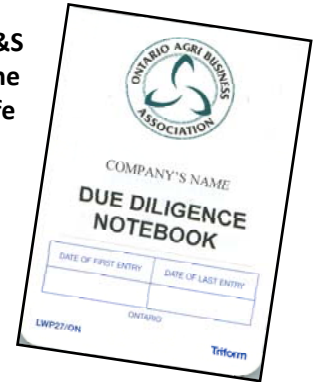 &S
ne
fe
ONTARIO AGRI BUSINESS
ASSOCIATION
COMPANY'S NAME
DUE DILIGENCE
NOTEBOOK
DATE OF FIRST ENTRY DATE OF LAST ENTRY
ONTARIO
LWP27/ON Triform